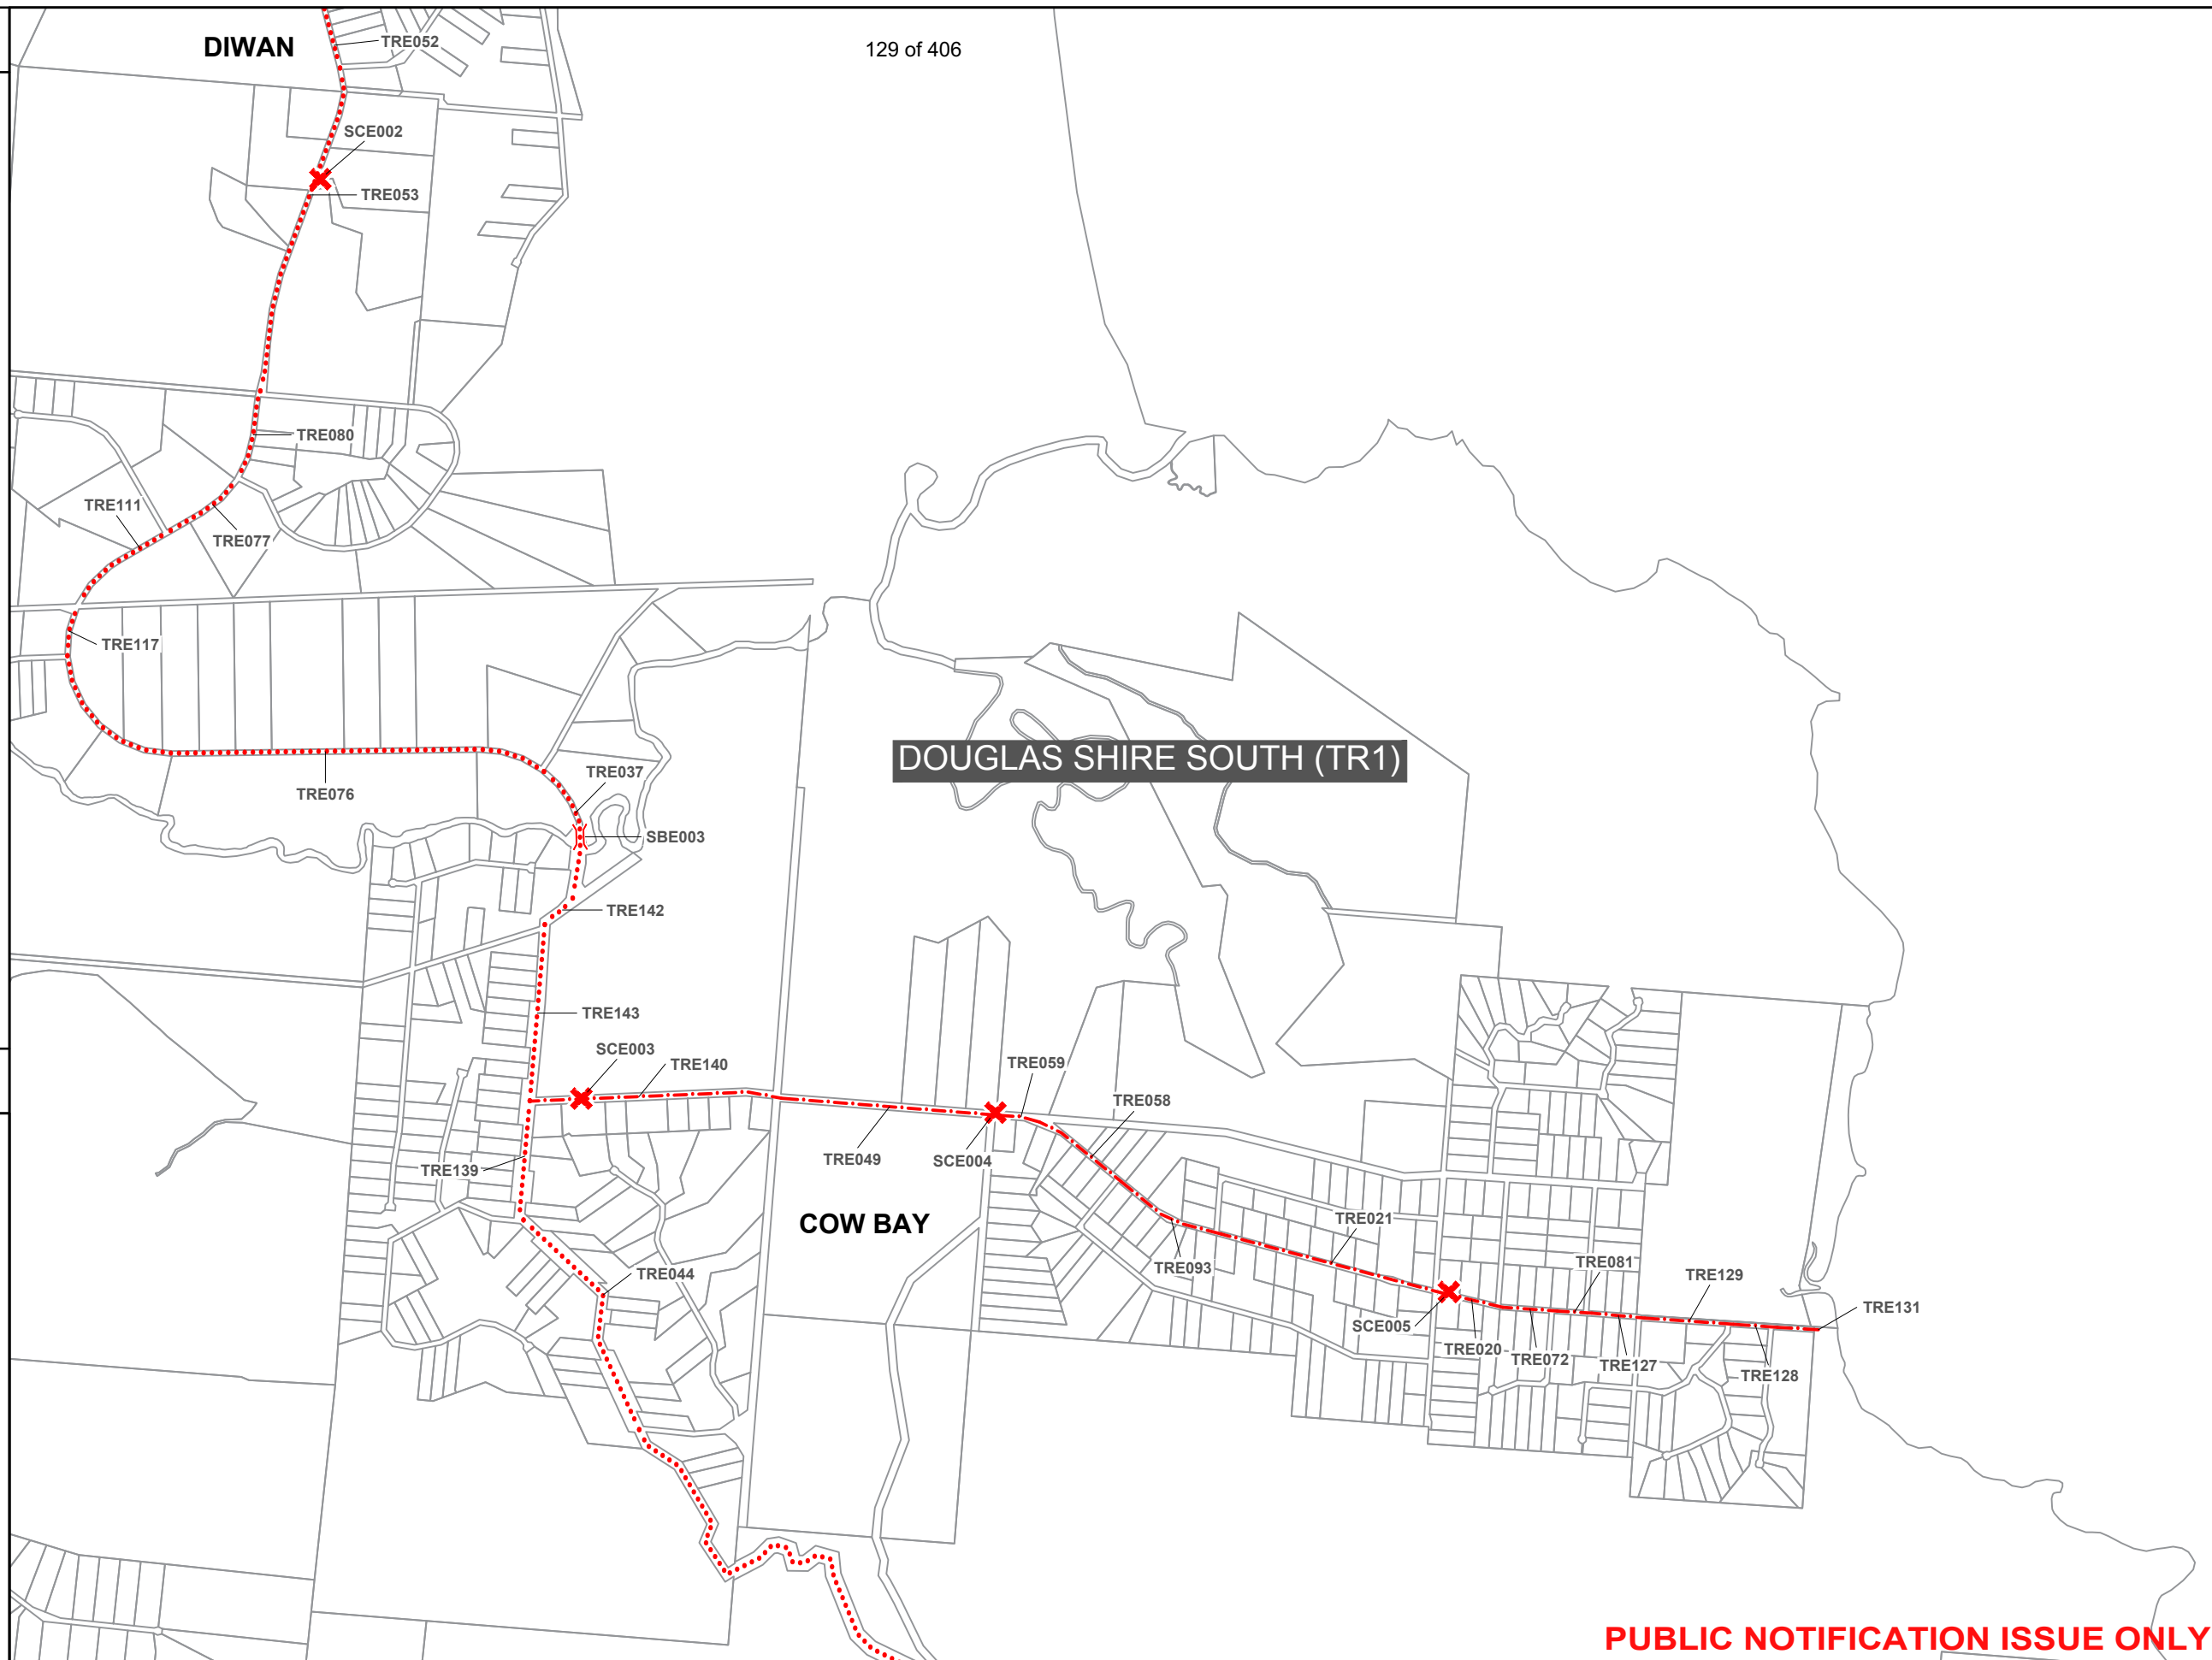 DIWAN
TRE052
129 of 406
SCE002
TRE053
TRE080
TRE111
TRE077
TRE117
DOUGLAS SHIRE SOUTH (TR1)
TRE037
TRE076
SBE003
TRE142
TRE143
SCE003
TRE140
TRE059
TRE058
TRE049
SCE004
TRE139
COW BAY
TRE021
TRE093
TRE044
TRE081
TRE129
TRE131
SCE005
TRE020
TRE072
TRE127
TRE128
PUBLIC NOTIFICATION ISSUE ONLY